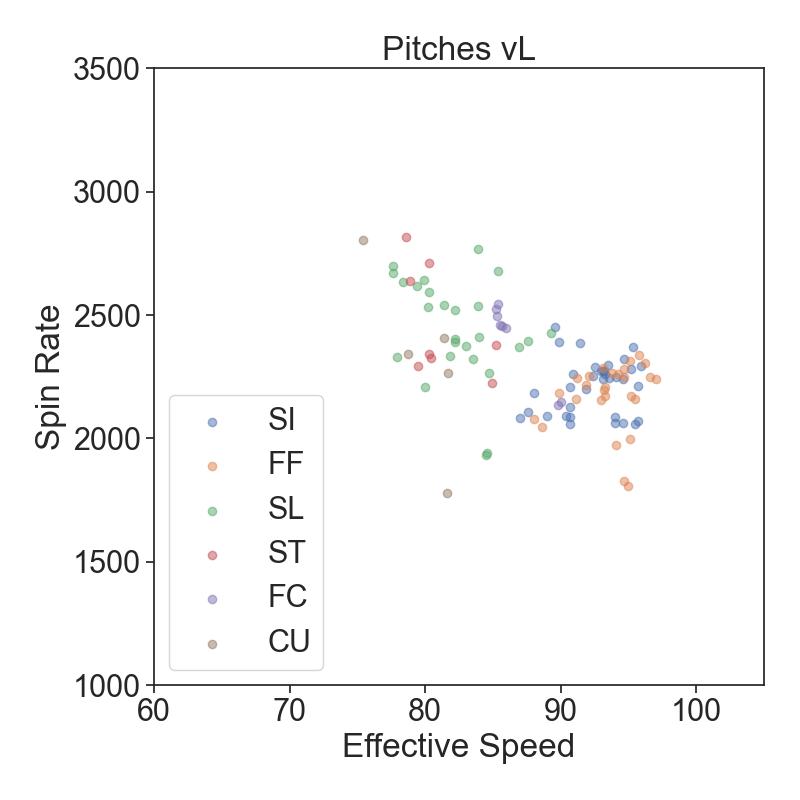 Pitches vL
3500
3000
2500
2000
1500
1000
Spin Rate
SI
FF
SL
ST
FC
CU
60
70
80
90
100
Effective Speed